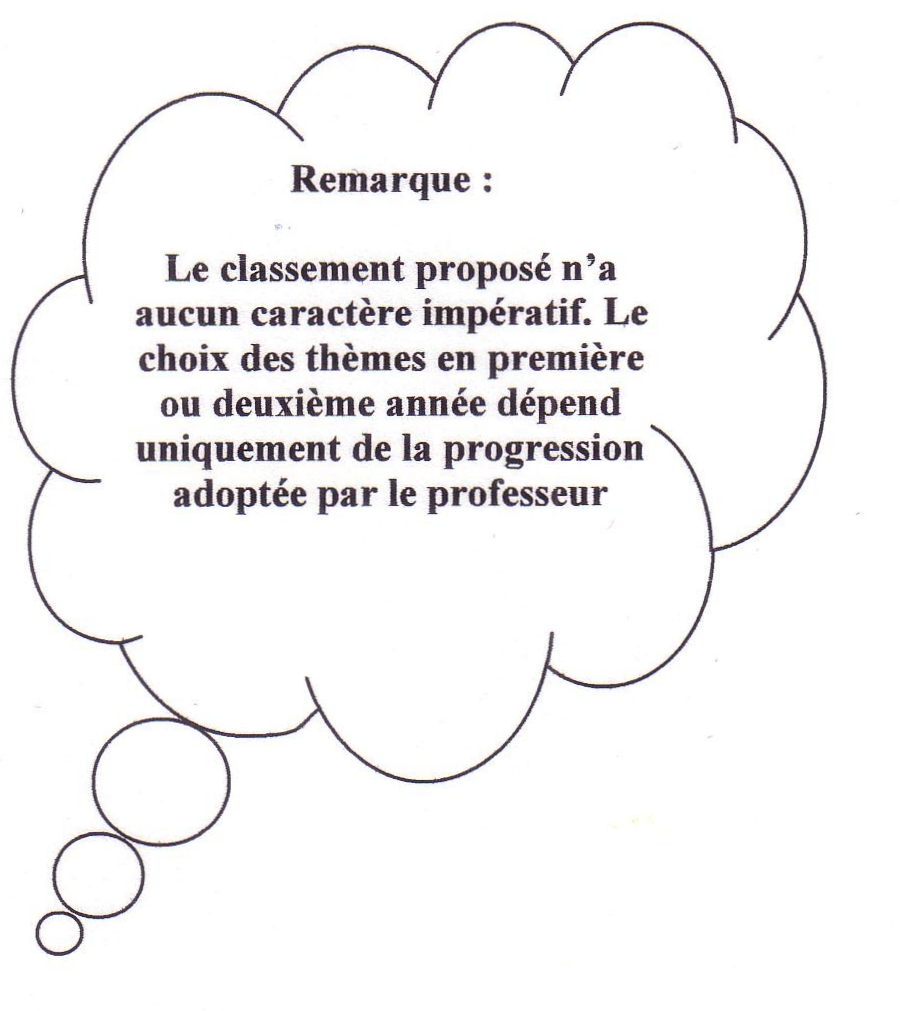 Remarque :
Le classement proposé n’a
aucun caractère impératif. Le
choix des thèmes en première
ou deuxième année dépend
uniquement de la progression
adoptée par le professeur